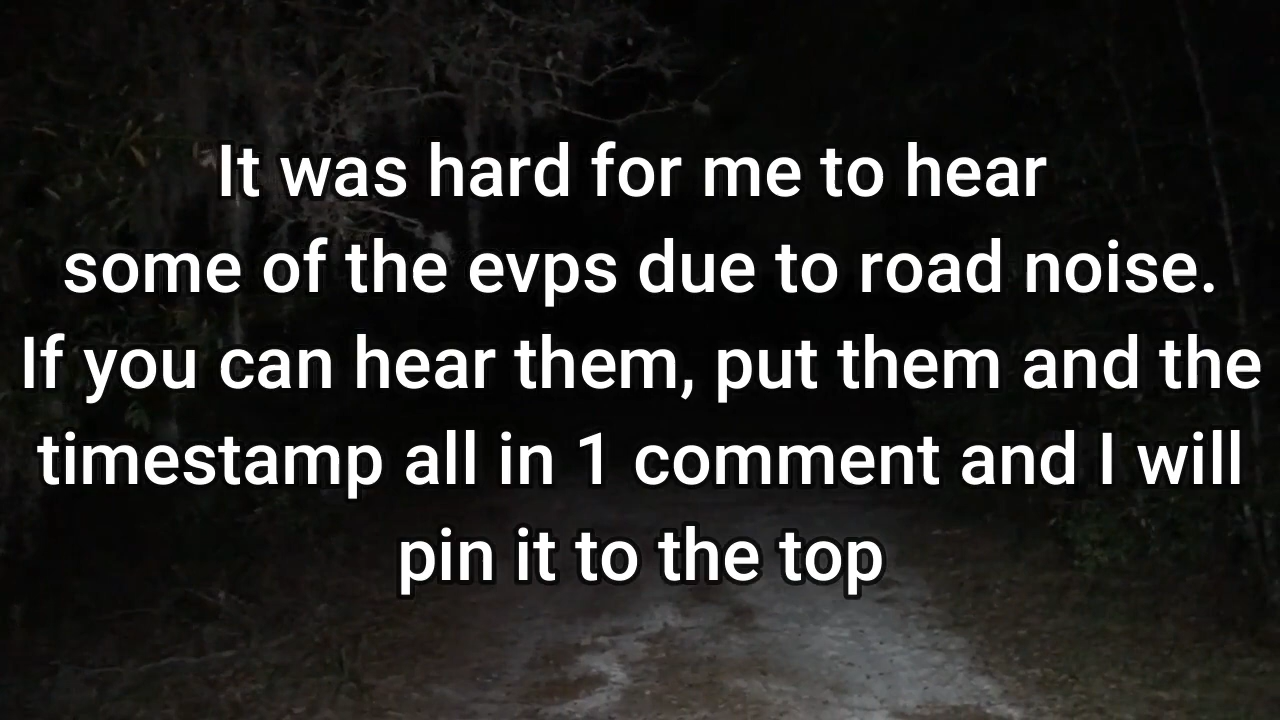 It was hard for me to hear
some of the evps due to road noise.
If you can hear them, put them and the
timestamp all in 1 comment and I will
pin it to the top